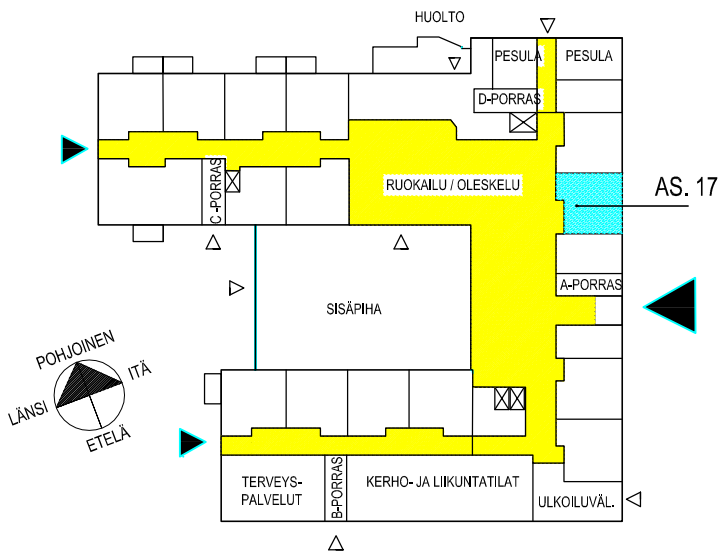 HUOLTO
PESULA
PESULA
D-PORRAS
C-PORRAS
RUOKAILU / OLESKELU
AS. 17
A-PORRAS
SISÄPIHA
POHJOINEN
ITÄ
LÄNSI
ETELÄ
TERVEYS-
PALVELUT
B-PORRAS
KERHO- JA LIIKUNTATILAT
ULKOILUVÄL.